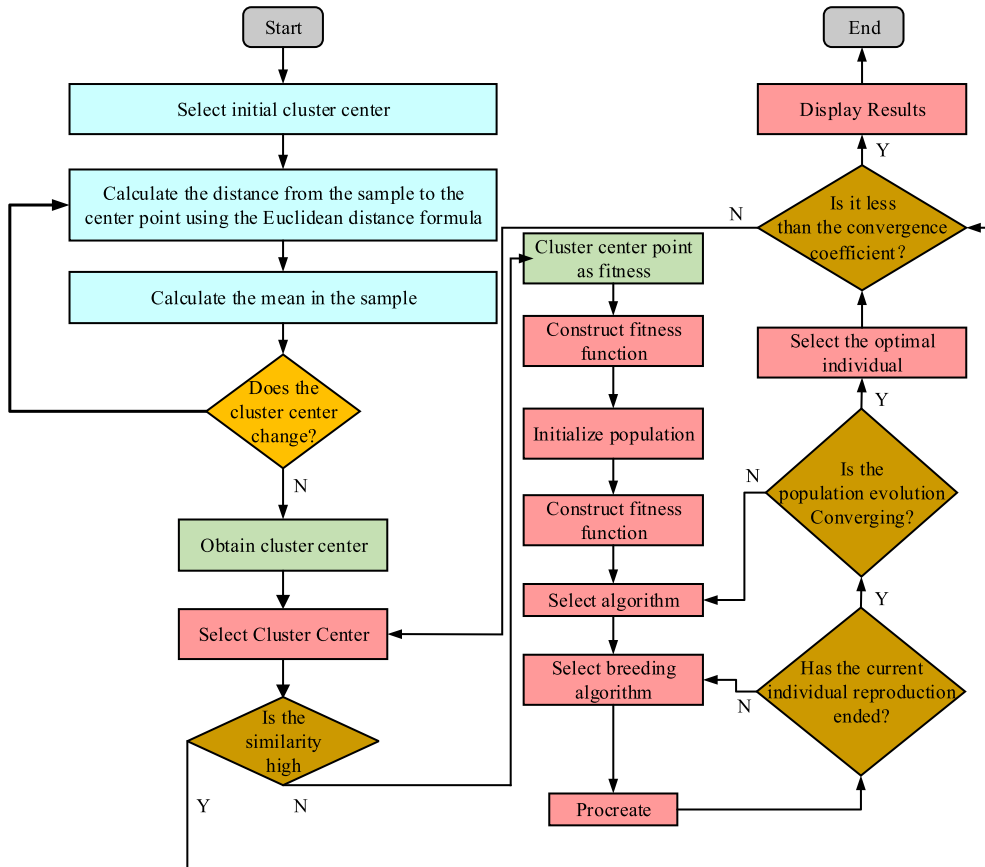 Start
Select initial cluster center
Calculate the distance from the sample to the
center point using the Euclidean distance formula
Calculate the mean in the sample
Does the
cluster center
change?
N
Obtain cluster center
Select Cluster Center
Is the
similarity
high
Y
N
Cluster center point
as fitness
Construct fitness
function
Initialize population
Construct fitness
function
Select algorithm
Select breeding
algorithm
Procreate
Has the current
individual reproduction
ended?
N
Y
Is the
population evolution
Converging?
N
Y
Select the optimal
individual
Is it less
than the convergence
coefficient?
N
Y
Display Results
End